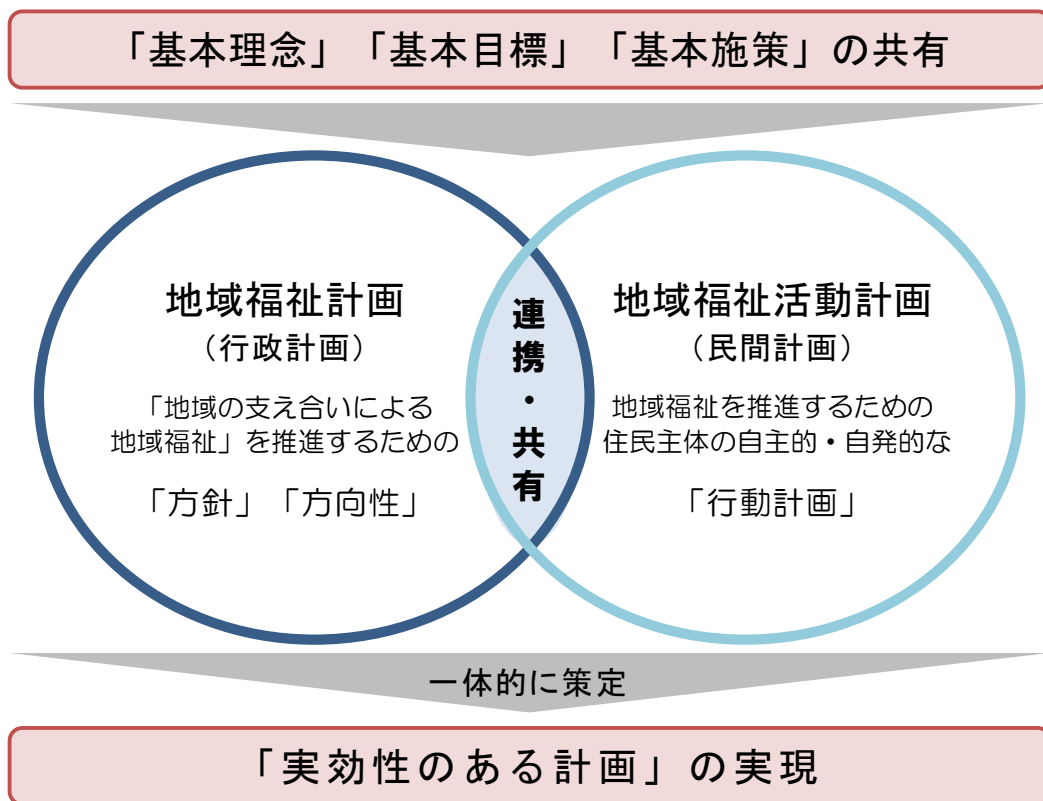 「基本理念」「基本目標」「基本施策」の共有
地域福祉計画
（行政計画）
「地域の支え合いによる
地域福祉」を推進するための
「方針」「方向性」
連携・共有
地域福祉活動計画
（民間計画）
地域福祉を推進するための
住民主体の自主的・自発的な
「行動計画」
一体的に策定
「実効性のある計画」の実現